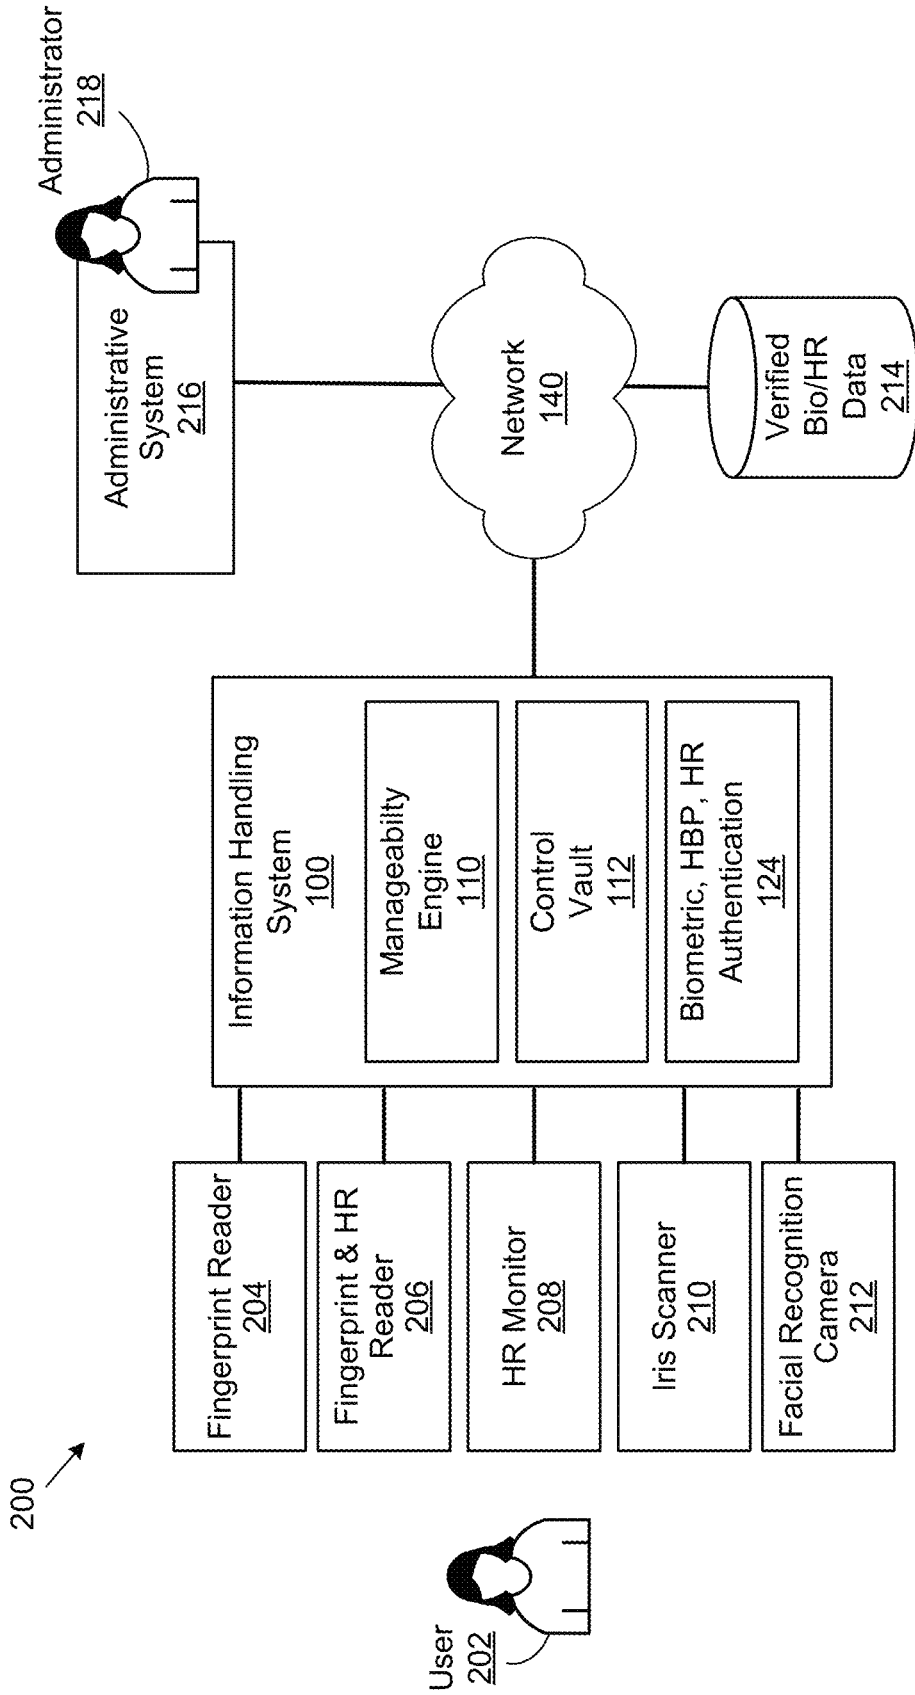 200
User
202
Fingerprint Reader
204
Fingerprint & HR
Reader
206
HR Monitor
208
Iris Scanner
210
Facial Recognition
Camera
212
Information Handling
System
100
Manageabilty
Engine
110
Control
Vault
112
Biometric, HBP, HR
Authentication
124
Administrative
System
216
Administrator
218
Network
140
Verified
Bio/HR
Data
214